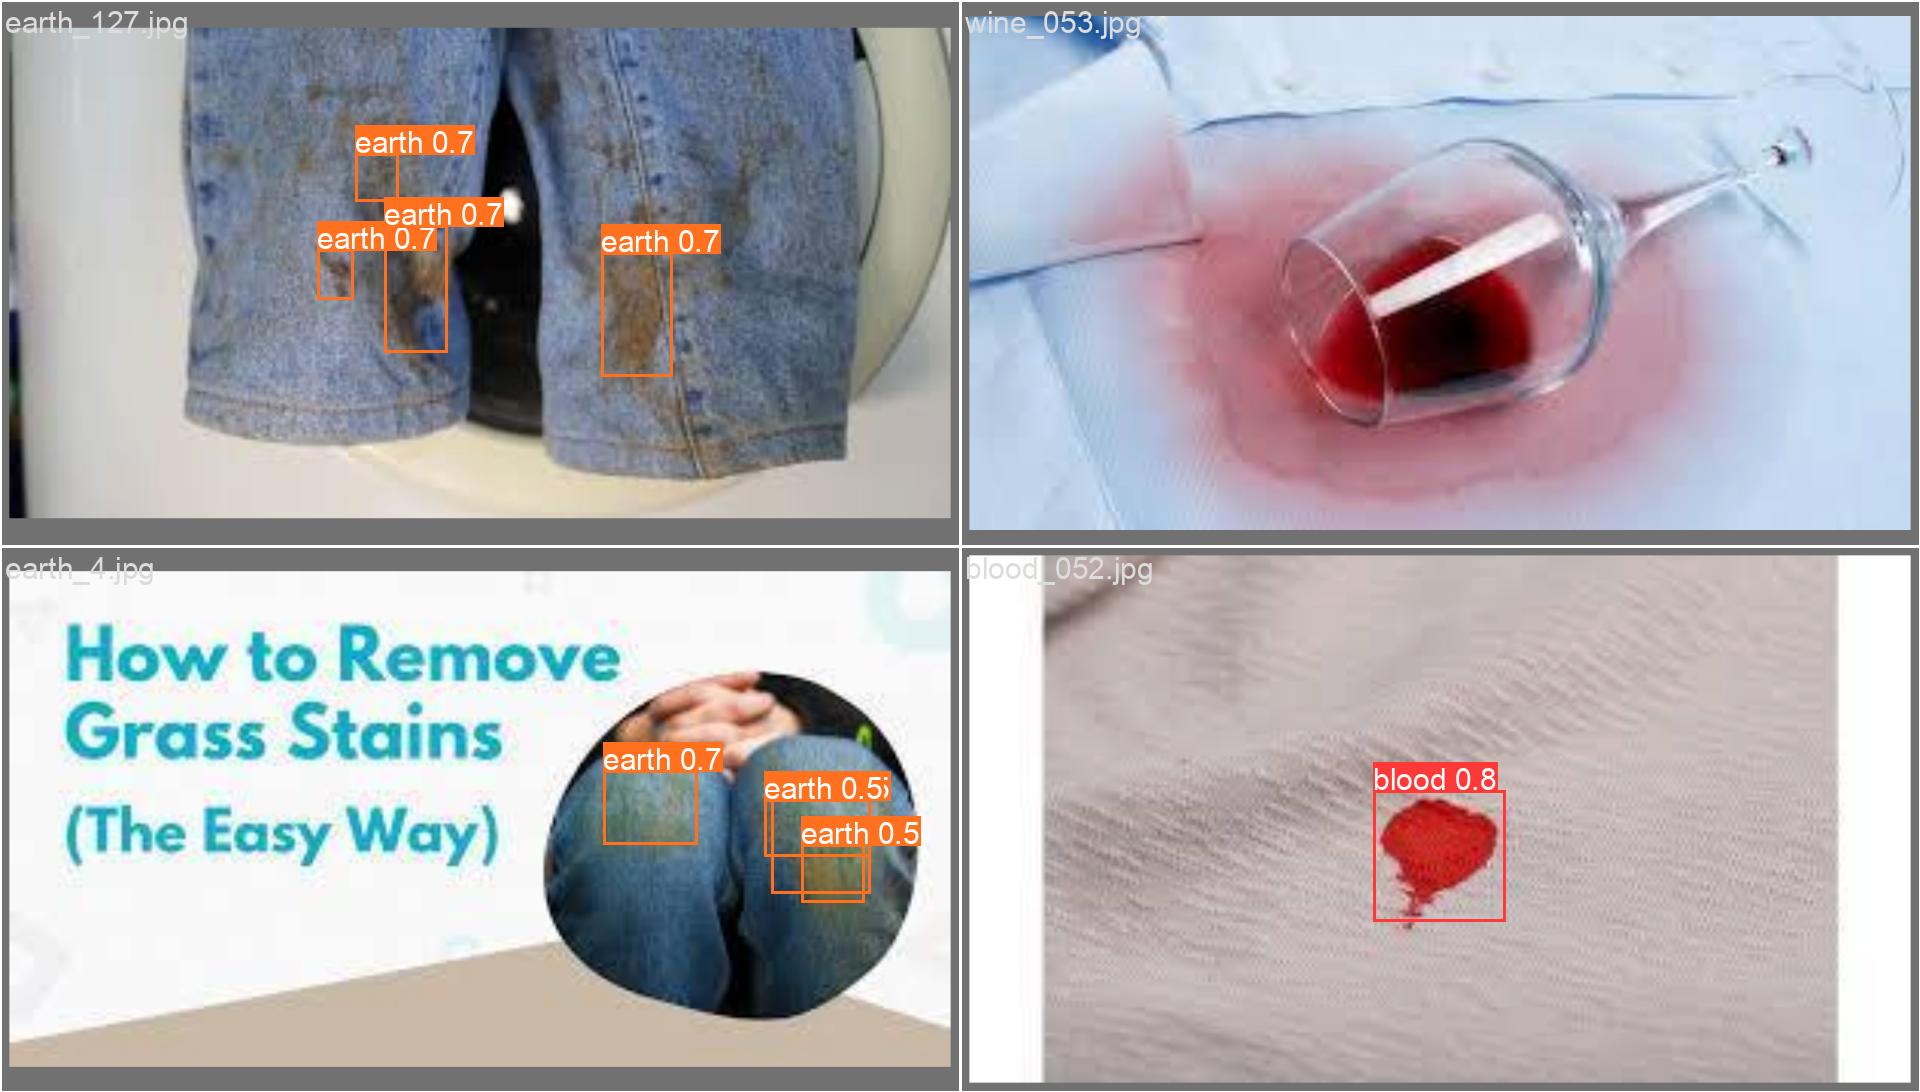 earth_127.jpg
earth 0.7
earth 0.7
earth 0.7
earth 0.7
wine_053.jpg
earth_4.jpg
How to Remove
Grass Stains
(The Easy Way)
earth 0.7
earth 0.5
earth 0.5
blood_052.jpg
blood 0.8